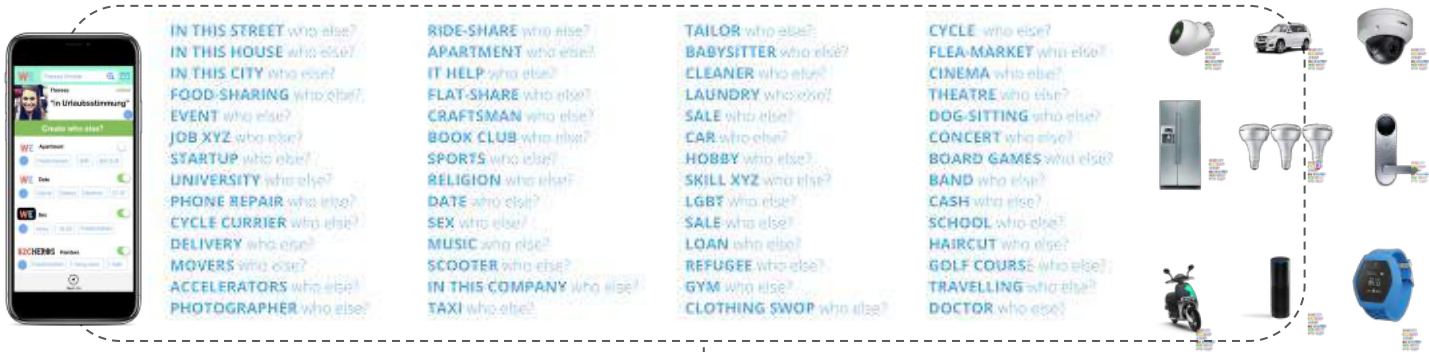 WE
Theresa
"in Urlaubsstimmung"
Create who else?
WE Apartment
WE Date
WE Sex
B2CHEROS
IN THIS STREET who else?
IN THIS HOUSE who else?
IN THIS CITY who else?
FOOD-SHARING who else?
EVENT who else?
JOB XYZ who else?
STARTUP who else?
UNIVERSITY who else?
PHONE REPAIR who else?
CYCLE CURRIER who else?
DELIVERY who else?
MOVERS who else?
ACCELERATORS who else?
PHOTOGRAPHER who else?
RIDE-SHARE who else?
APARTMENT who else?
IT HELP who else?
FLAT-SHARE who else?
CRAFTSMAN who else?
BOOK CLUB who else?
SPORTS who else?
RELIGION who else?
DATE who else?
SEX who else?
MUSIC who else?
SCOOTER who else?
IN THIS COMPANY who else?
TAXI who else?
TAILOR who else?
BABYSITTER who else?
CLEANER who else?
LAUNDRY who else?
SALE who else?
CAR who else?
HOBBY who else?
SKILL XYZ who else?
LGBT who else?
SALE who else?
LOAN who else?
REFUGEE who else?
GYM who else?
CLOTHING SWOP who else?
CYCLE who else?
FLEA-MARKET who else?
CINEMA who else?
THEATRE who else?
DOG-SITTING who else?
CONCERT who else?
BOARD GAMES who else?
BAND who else?
CASH who else?
SCHOOL who else?
HAIRCUT who else?
GOLF COURSE who else?
TRAVELLING who else?
DOCTOR who else?